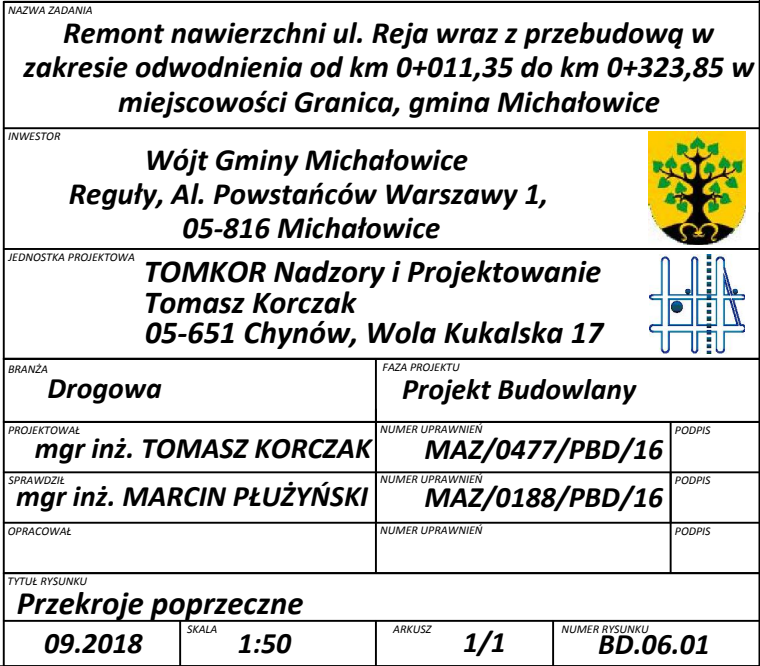 NAZWA ZADANIA
Remont nawierzchni ul. Reja wraz z przebudową w
zakresie odwodnienia od km 0+011,35 do km 0+323,85 w
miejscowości Granica, gmina Michałowice
INWESTOR
Wójt Gminy Michałowice
Reguły, Al. Powstańców Warszawy 1,
05-816 Michałowice
JEDNOSTKA PROJEKTOWA
TOMKOR Nadzory i Projektowanie
Tomasz Korczak
05-651 Chynów, Wola Kukalska 17
BRANŻA
Drogowa
FAZA PROJEKTU
Projekt Budowlany
PROJEKTOWAŁ
mgr inż. TOMASZ KORCZAK
NUMER UPRAWNIEŃ
MAZ/0477/PBD/16
PODPIS
SPRAWDZIŁ
mgr inż. MARCIN PŁUŻYŃSKI
NUMER UPRAWNIEŃ
MAZ/0188/PBD/16
PODPIS
OPRACOWAŁ
NUMER UPRAWNIEŃ
PODPIS
TYTUŁ RYSUNKU
Przekroje poprzeczne
09.2018
SKALA
1:50
ARKUSZ
1/1
NUMER RYSUNKU
BD.06.01